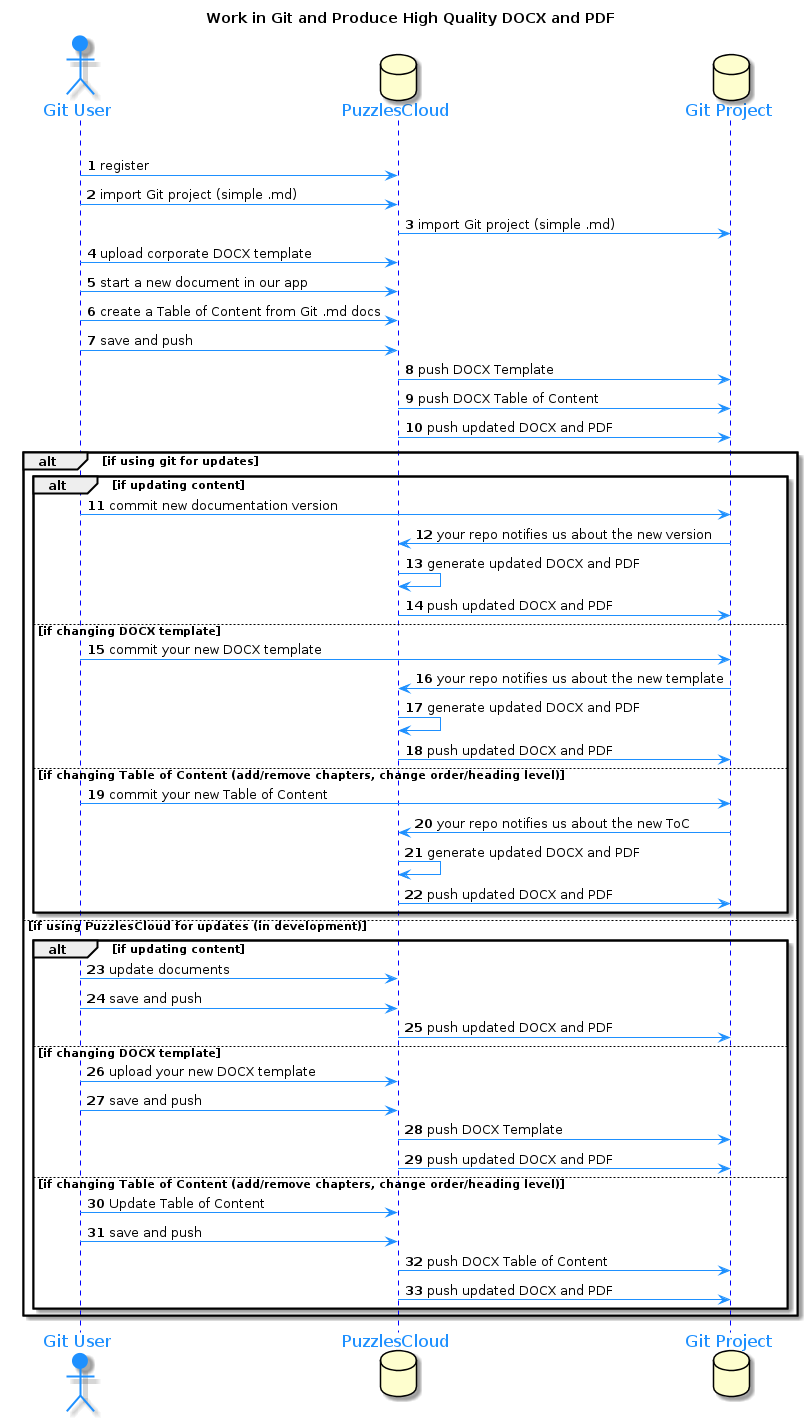 Work in Git and Produce High Quality DOCX and PDF
Git User
PuzzlesCloud
Git Project
1 register
2 import Git project (simple .md)
3 import Git project (simple .md)
4 upload corporate DOCX template
5 start a new document in our app
6 create a Table of Content from Git .md docs
7 save and push
8 push DOCX Template
9 push DOCX Table of Content
10 push updated DOCX and PDF
alt [if using git for updates]
alt [if updating content]
11 commit new documentation version
12 your repo notifies us about the new version
13 generate updated DOCX and PDF
14 push updated DOCX and PDF
[if changing DOCX template]
15 commit your new DOCX template
16 your repo notifies us about the new template
17 generate updated DOCX and PDF
18 push updated DOCX and PDF
[if changing Table of Content (add/remove chapters, change order/heading level)]
19 commit your new Table of Content
20 your repo notifies us about the new ToC
21 generate updated DOCX and PDF
22 push updated DOCX and PDF
[if using PuzzlesCloud for updates (in development)]
alt [if updating content]
23 update documents
24 save and push
25 push updated DOCX and PDF
[if changing DOCX template]
26 upload your new DOCX template
27 save and push
28 push DOCX Template
29 push updated DOCX and PDF
[if changing Table of Content (add/remove chapters, change order/heading level)]
30 Update Table of Content
31 save and push
32 push DOCX Table of Content
33 push updated DOCX and PDF
Git User
PuzzlesCloud
Git Project